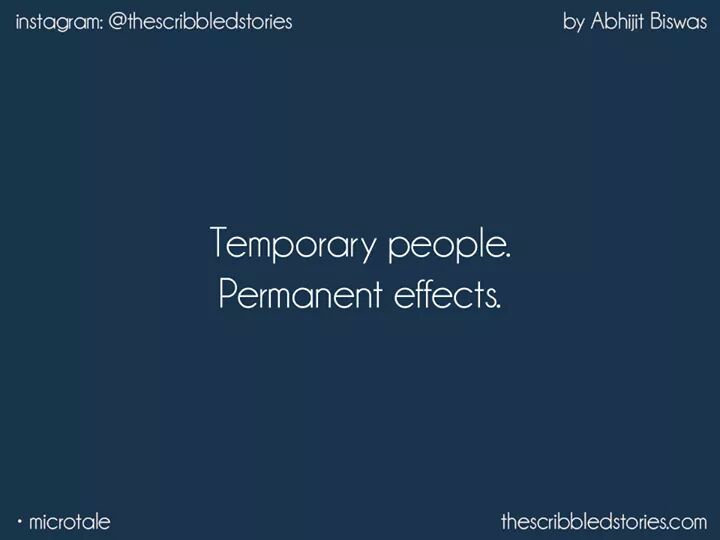 instagram: @thescribbledstories
by Abhijit Biswas
Temporary people.
Permanent effects.
• microtale
thescribbledstories.com